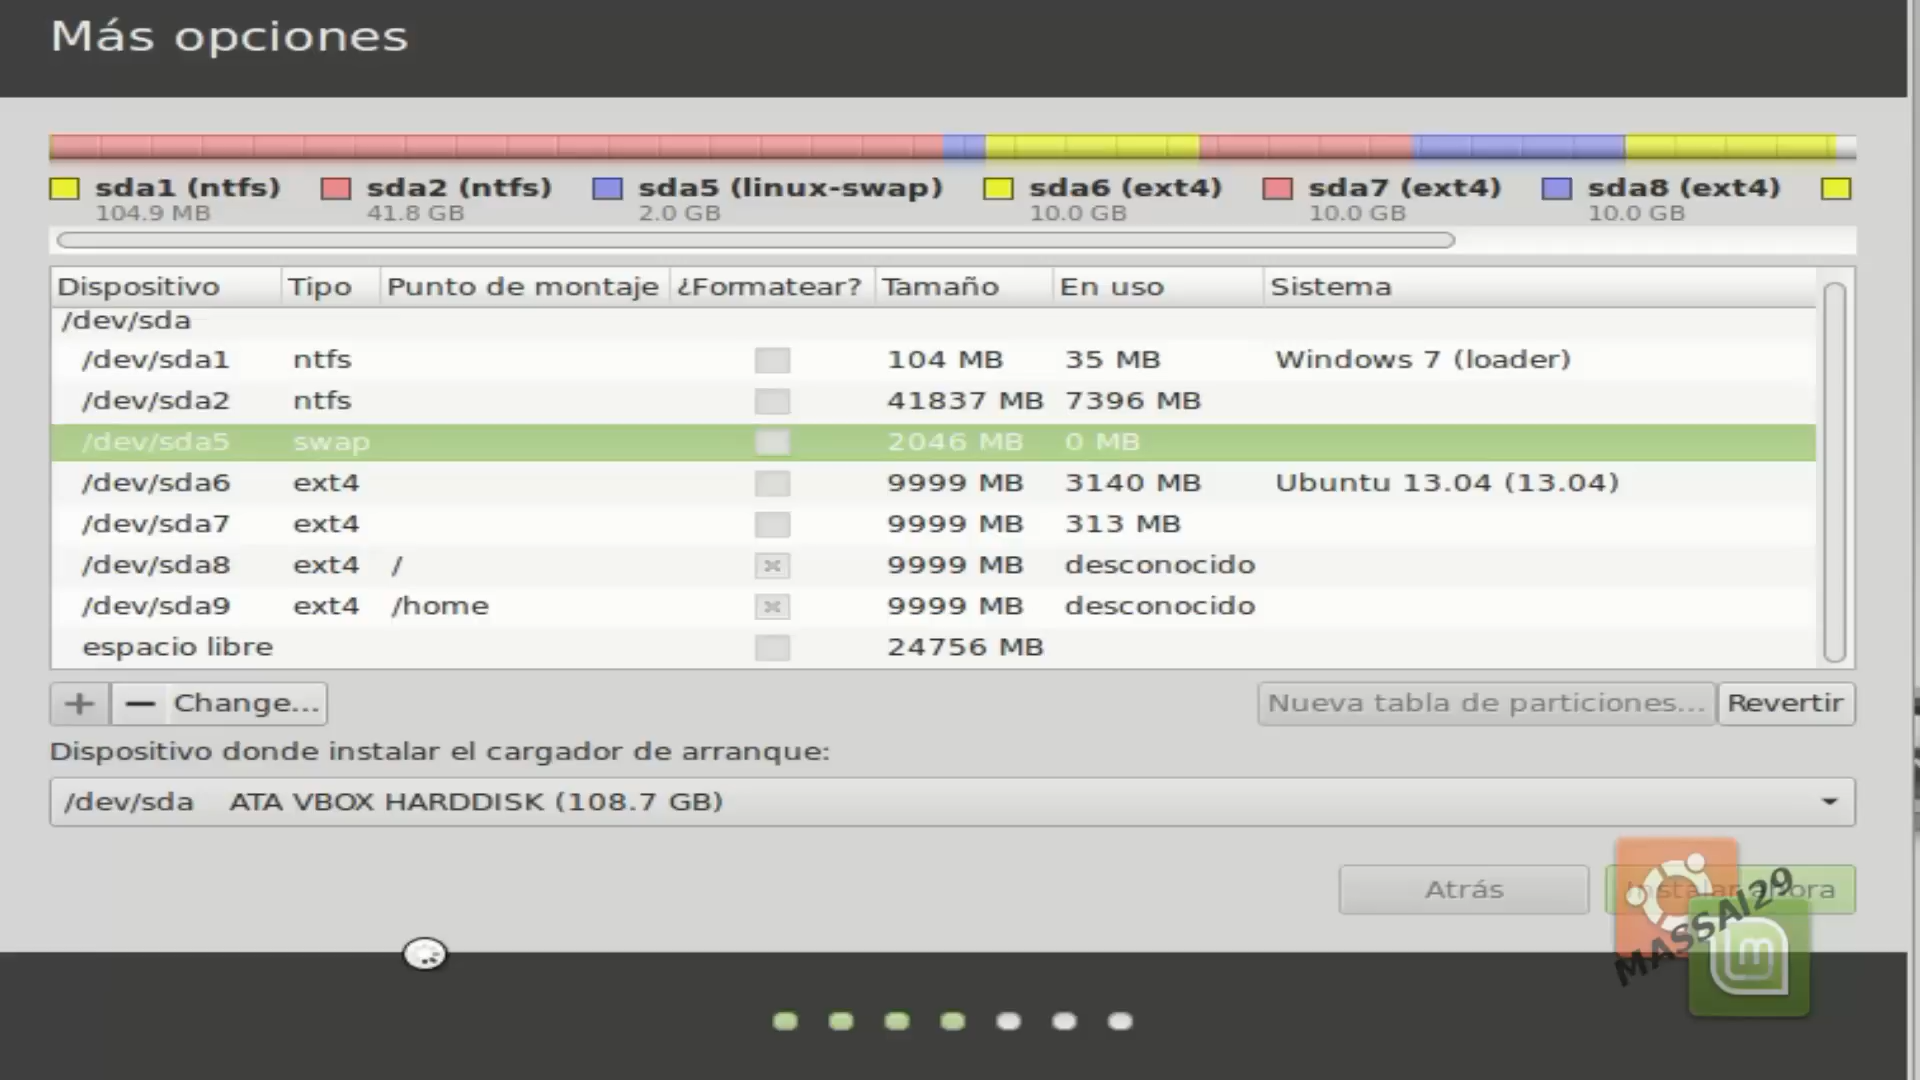 Más opciones
sda1 (ntfs) sda2 (ntfs) sda5 (linux-swap) sda6 (ext4) sda7 (ext4) sda8 (ext4)
104.9 MB 41.8 GB 2.0 GB 10.0 GB 10.0 GB 10.0 GB
Dispositivo Tipo Punto de montaje ¿Formatear? Tamaño En uso Sistema
/dev/sda
/dev/sda1 ntfs 104 MB 35 MB Windows 7 (loader)
/dev/sda2 ntfs 41837 MB 7396 MB
/dev/sda5 swap 2046 MB 0 MB
/dev/sda6 ext4 9999 MB 3140 MB Ubuntu 13.04 (13.04)
/dev/sda7 ext4 9999 MB 313 MB
/dev/sda8 ext4 / 9999 MB desconocido
/dev/sda9 ext4 /home 9999 MB desconocido
espacio libre 24756 MB
+ — Change... Nueva tabla de particiones... Revertir
Dispositivo donde instalar el cargador de arranque:
/dev/sda ATA VBOX HARDDISK (108.7 GB)
Atrás Instalar ahora
MASSAI29